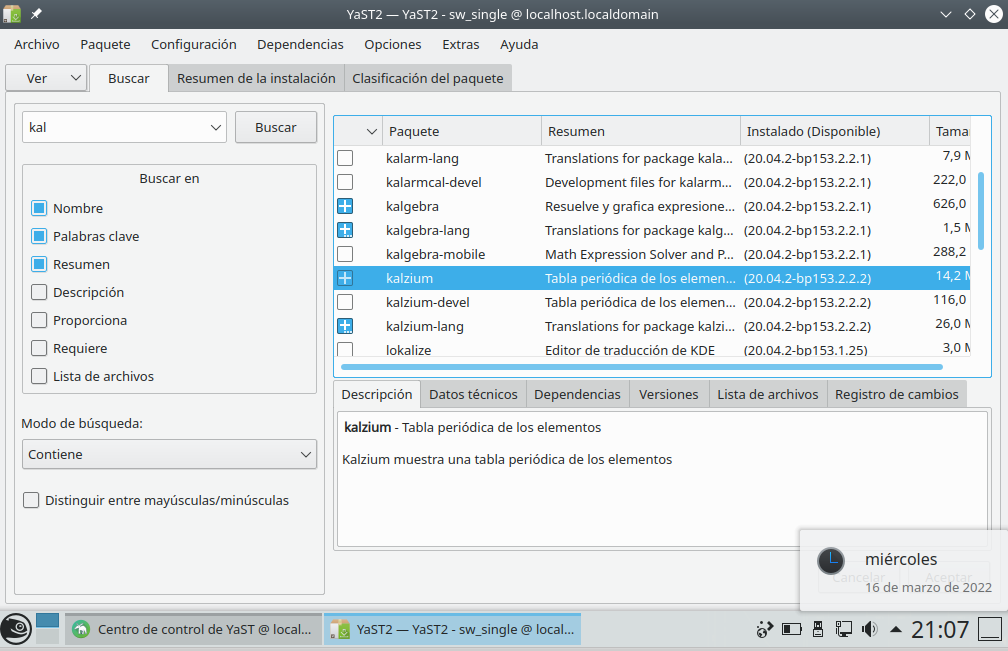 YaST2 — YaST2 - sw_single @ localhost.localdomain
Archivo Paquete Configuración Dependencias Opciones Extras Ayuda
Ver Buscar Resumen de la instalación Clasificación del paquete
kal Buscar
Buscar en
Nombre
Palabras clave
Resumen
Descripción
Proporciona
Requiere
Lista de archivos
Modo de búsqueda:
Contiene
Distinguir entre mayúsculas/minúsculas
Paquete Resumen Instalado (Disponible) Tama
kalarm-lang Translations for package kala... (20.04.2-bp153.2.2.1) 7,9 M
kalarmcal-devel Development files for kalarm... (20.04.2-bp153.2.2.1) 222,0
kalgebra Resuelve y grafica expresione... (20.04.2-bp153.2.2.1) 626,0
kalgebra-lang Translations for package kalg... (20.04.2-bp153.2.2.1) 1,5 M
kalgebra-mobile Math Expression Solver and P... (20.04.2-bp153.2.2.1) 288,2
kalzium Tabla periódica de los elemen... (20.04.2-bp153.2.2.2) 14,2 M
kalzium-devel Tabla periódica de los elemen... (20.04.2-bp153.2.2.2) 116,0
kalzium-lang Translations for package kalzi... (20.04.2-bp153.2.2.2) 26,0 M
lokalize Editor de traducción de KDE (20.04.2-bp153.1.25) 3,0 M
Descripción Datos técnicos Dependencias Versiones Lista de archivos Registro de cambios
kalzium - Tabla periódica de los elementos
Kalzium muestra una tabla periódica de los elementos
Cancelar Aceptar
miércoles
16 de marzo de 2022
Centro de control de YaST @ local... YaST2 — YaST2 - sw_single @ local... 21:07